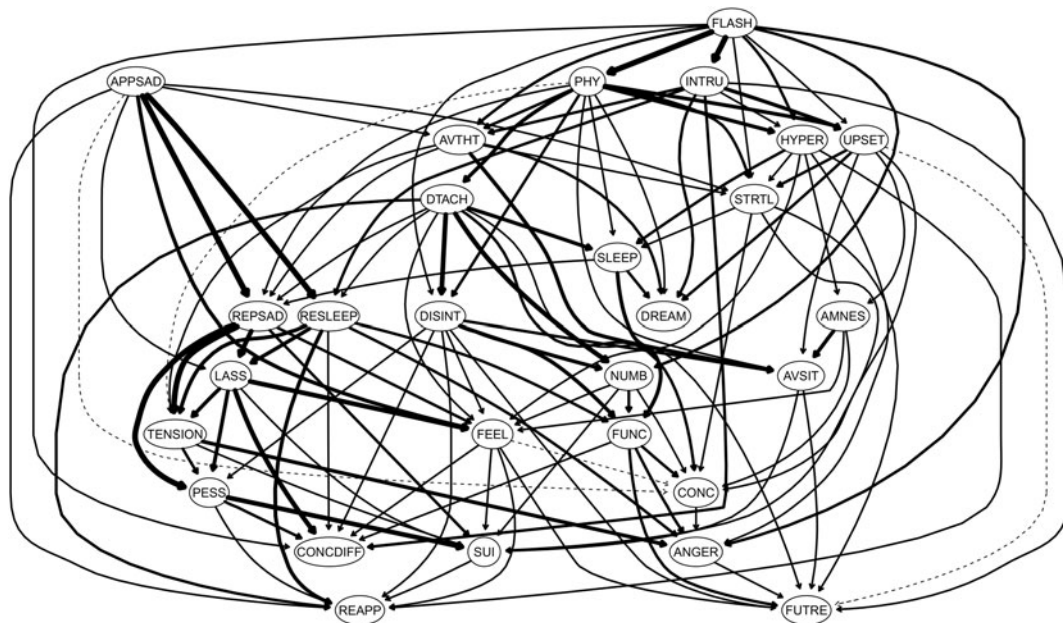 FLASH
APPSAD
PHY
INTRU
AVTHT
HYPER
UPSET
DTACH
STRTL
SLEEP
REPSAD
RESLEEP
DISINT
DREAM
AMNES
LASS
NUMB
AVSIT
TENSION
FEEL
FUNC
PESS
CONC
CONCDIFF
SUI
ANGER
REAPP
FUTRE